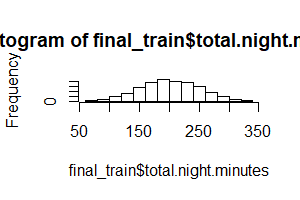 togram of final_train$total.night.m
Frequency
0
50 150 250 350
final_train$total.night.minutes